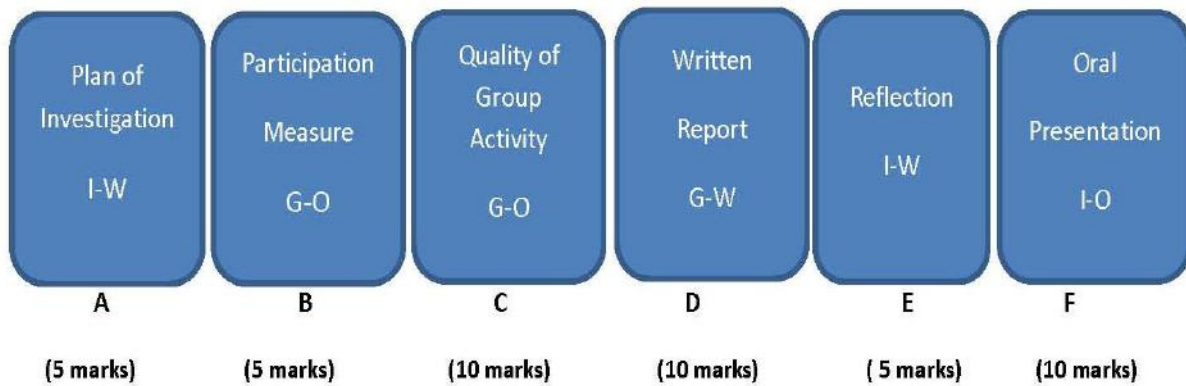 Plan of
Investigation
I-W
Participation
Measure
G-O
Quality of
Group
Activity
G-O
Written
Report
G-W
Reflection
I-W
Oral
Presentation
I-O
A
B
C
D
E
F
(5 marks)
(5 marks)
(10 marks)
(10 marks)
( 5 marks)
(10 marks)